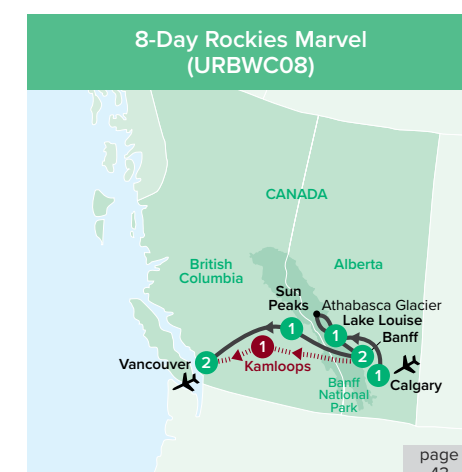 8-Day Rockies Marvel
(URBWC08)
CANADA
British
Columbia
Alberta
Sun
Peaks
Athabasca Glacier
Lake Louise
Banff
1
1
1
2
2
1
Vancouver
Kamloops
Calgary
Banff
National
Park
page